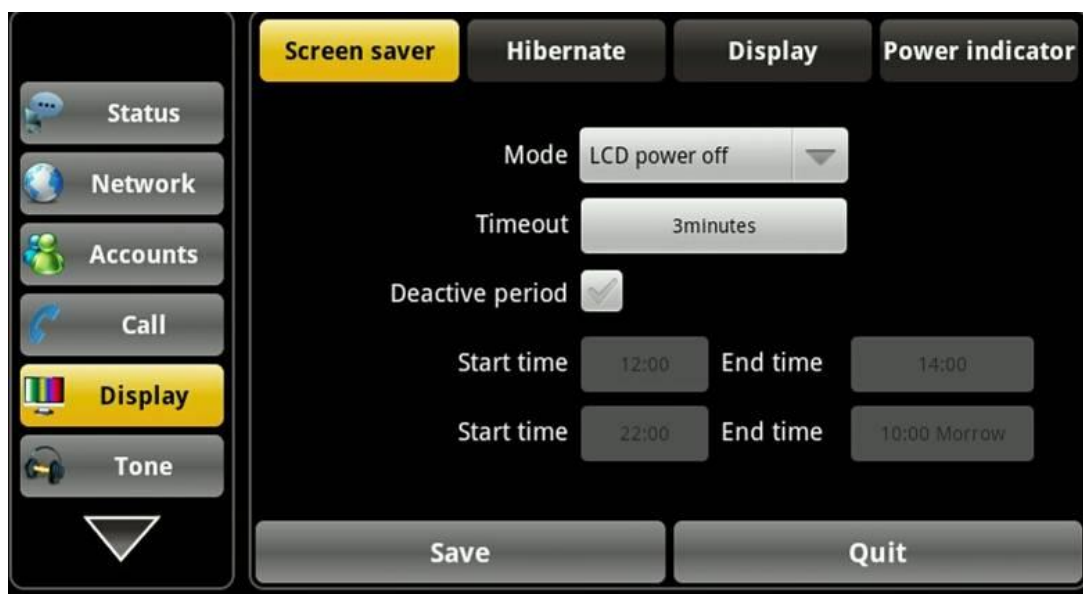 Screen saver Hibernate Display Power indicator
Status
Network
Accounts
Call
Display
Tone
Mode LCD power off
Timeout 3minutes
Deactive period
Start time 12:00 End time 14:00
Start time 22:00 End time 10:00 Morrow
Save Quit